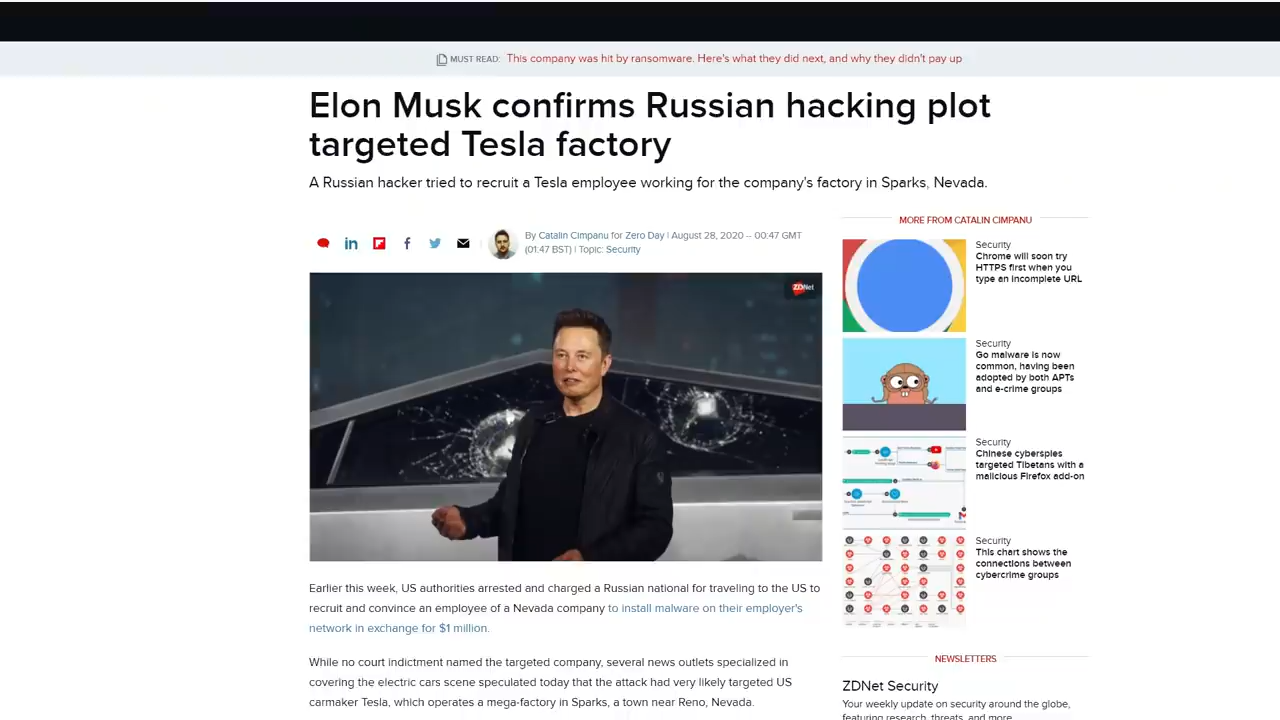 MUST READ: This company was hit by ransomware. Here's what they did next, and why they didn't pay up
Elon Musk confirms Russian hacking plot
targeted Tesla factory
A Russian hacker tried to recruit a Tesla employee working for the company's factory in Sparks, Nevada.
By Catalin Cimpanu for Zero Day | August 28, 2020 -- 00:47 GMT
(01:47 BST) | Topic: Security
ZDNet
Earlier this week, US authorities arrested and charged a Russian national for traveling to the US to
recruit and convince an employee of a Nevada company to install malware on their employer's
network in exchange for $1 million.
While no court indictment named the targeted company, several news outlets specialized in
covering the electric cars scene speculated today that the attack had very likely targeted US
carmaker Tesla, which operates a mega-factory in Sparks, a town near Reno, Nevada.
MORE FROM CATALIN CIMPANU
Security
Chrome will soon try
HTTPS first when you
type an incomplete URL
Security
Go malware is now
common, having been
adopted by both APTs
and e-crime groups
Security
Chinese cyberspies
targeted Tibetans with a
malicious Firefox add-on
Security
This chart shows the
connections between
cybercrime groups
NEWSLETTERS
ZDNet Security
Your weekly update on security around the globe,
featuring research, threats, and more.